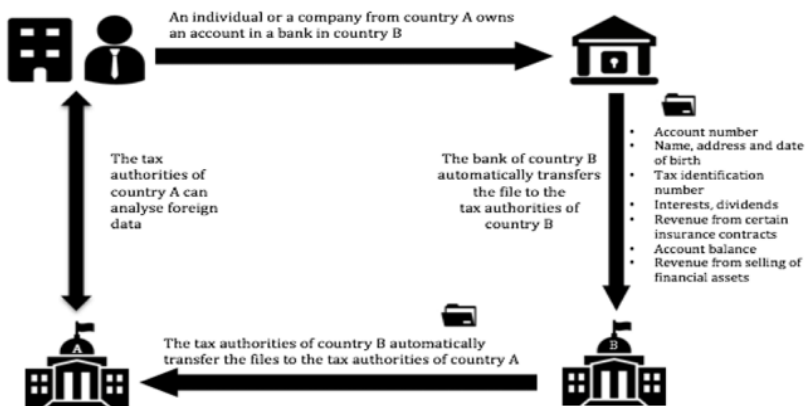 An individual or a company from country A owns
an account in a bank in country B
The tax
authorities of
country A can
analyse foreign
data
The bank of country B
automatically transfers
the file to the
tax authorities of
country B
• Account number
• Name, address and date
of birth
• Tax identification
number
• Interests, dividends
• Revenue from certain
insurance contracts
• Account balance
• Revenue from selling of
financial assets
The tax authorities of country B automatically
transfer the files to the tax authorities of country A
A
B